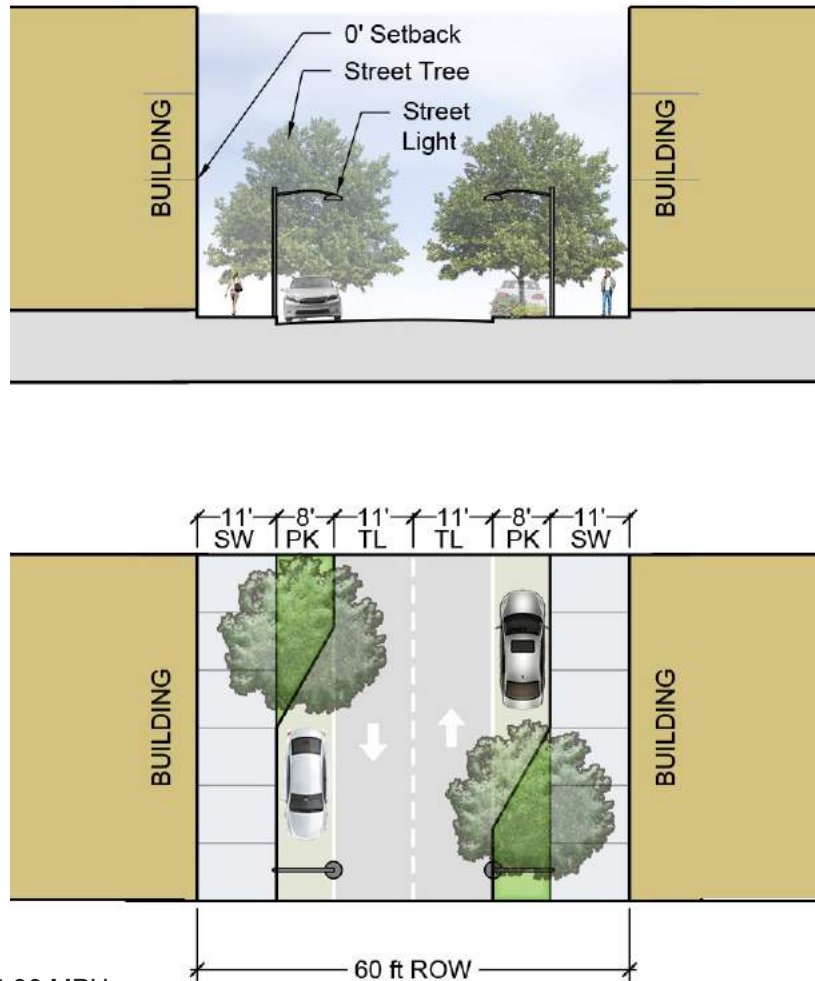 0' Setback
Street Tree
Street
Light
BUILDING
BUILDING
11' 8' 11' 11' 8' 11'
SW PK TL TL PK SW
BUILDING
BUILDING
60 ft ROW